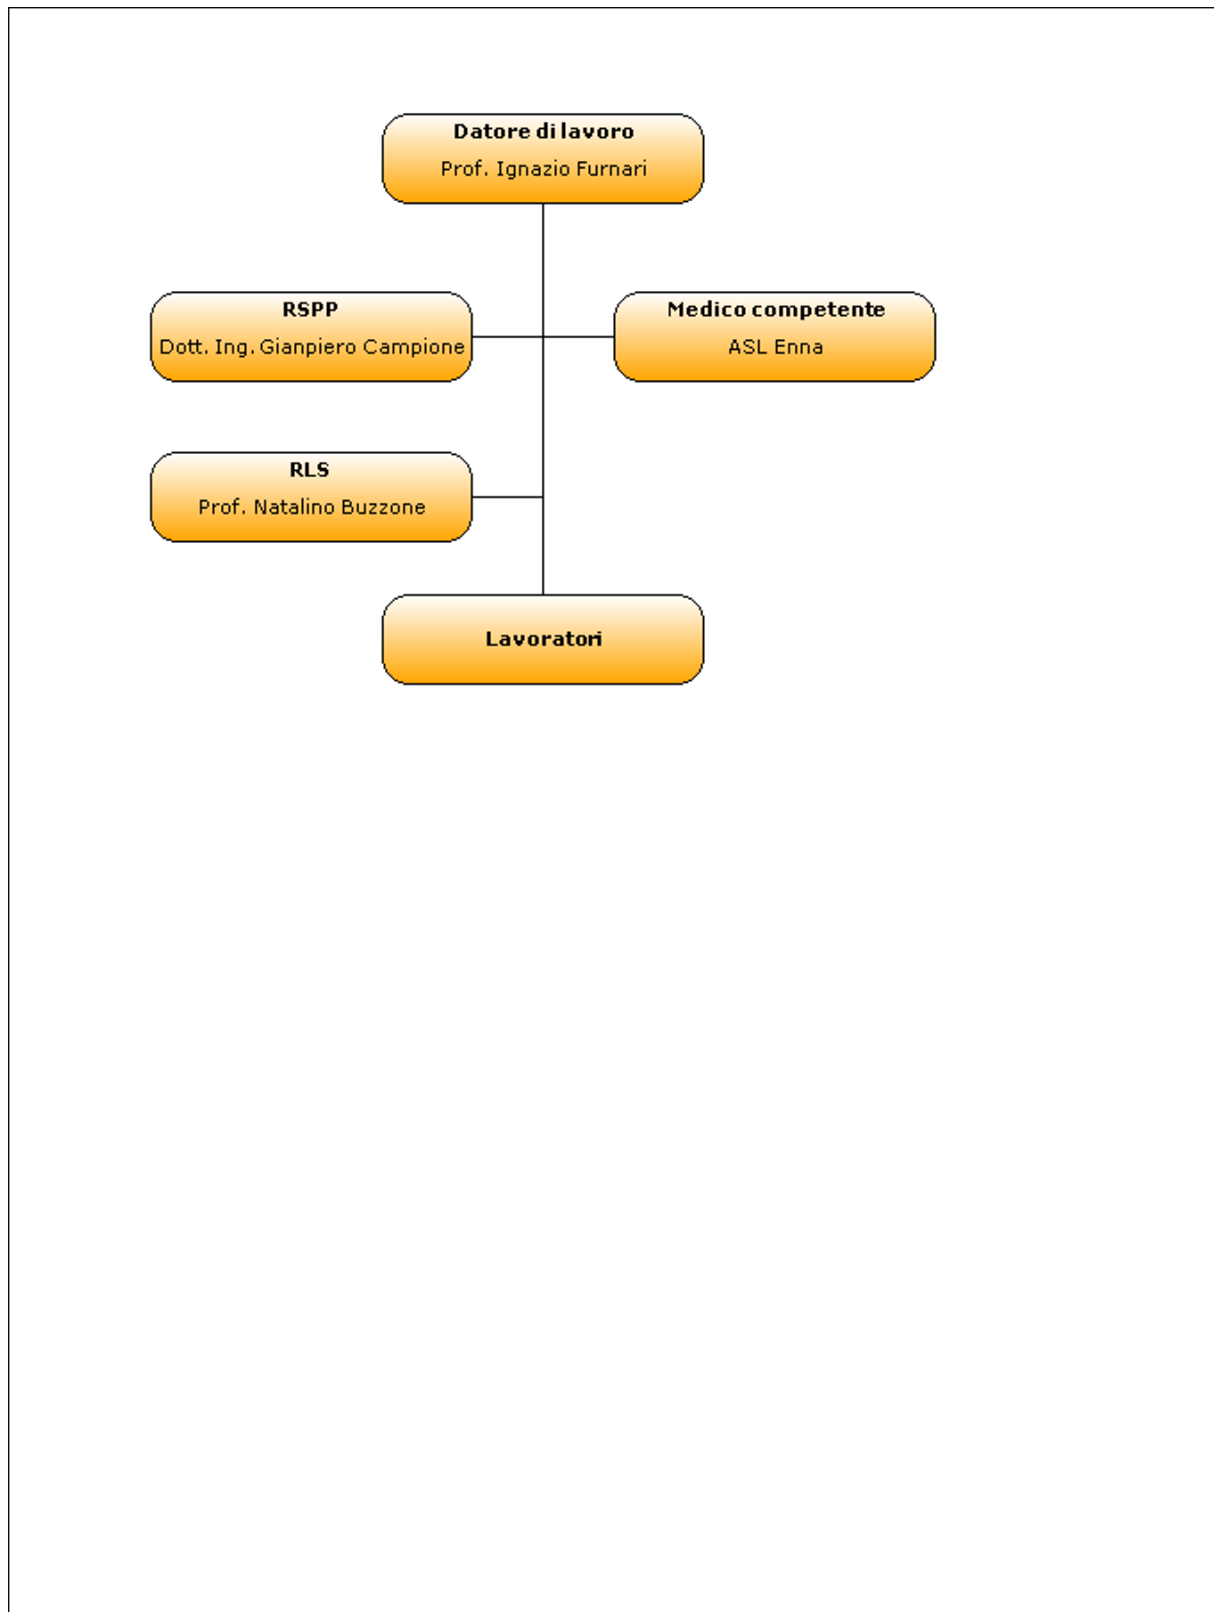 Datore di lavoro
Prof. Ignazio Furnari
RSPP
Dott. Ing. Gianpiero Campione
Medico competente
ASL Enna
RLS
Prof. Natalino Buzzone
Lavoratori